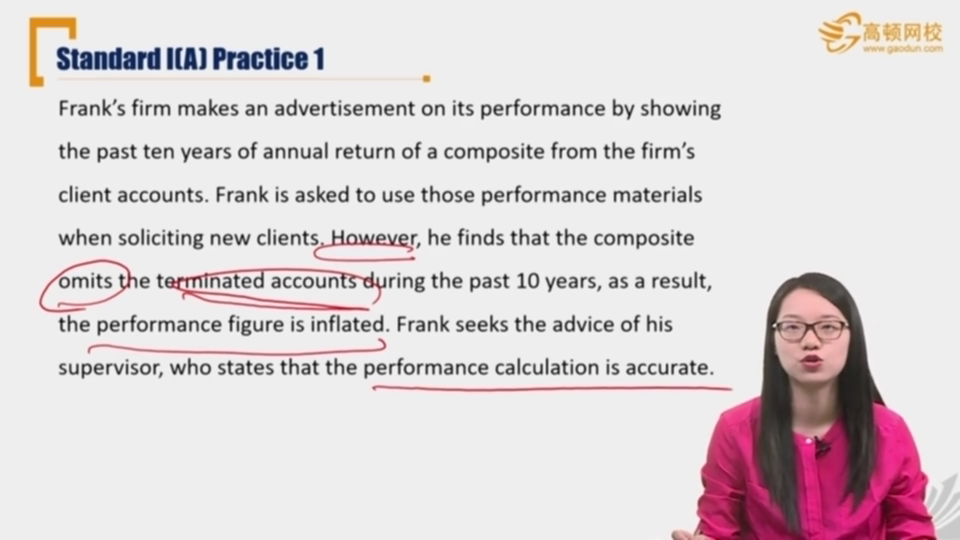 Standard I(A) Practice 1
高顿网校
www.gaodun.com
Frank's firm makes an advertisement on its performance by showing
the past ten years of annual return of a composite from the firm's
client accounts. Frank is asked to use those performance materials
when soliciting new clients. However, he finds that the composite
omits the terminated accounts during the past 10 years, as a result,
the performance figure is inflated. Frank seeks the advice of his
supervisor, who states that the performance calculation is accurate.